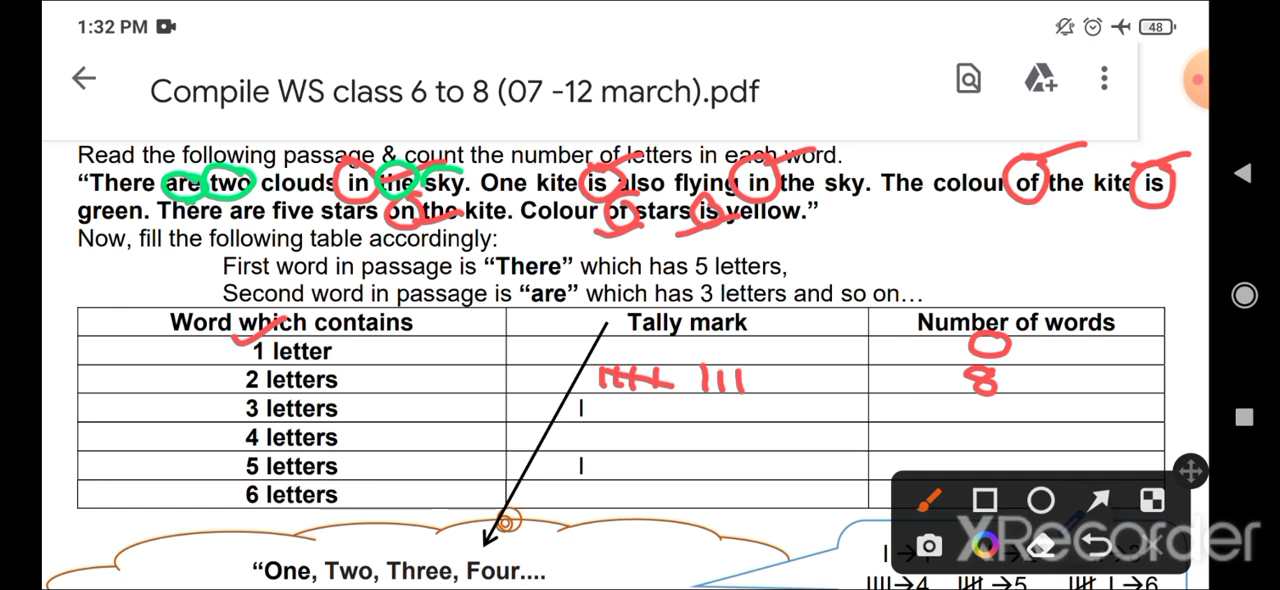 1:32 PM
48
Compile WS class 6 to 8 (07 -12 march).pdf
Read the following passage & count the number of letters in each word.
“There are two clouds in the sky. One kite is also flying in the sky. The colour of the kite is
green. There are five stars on the kite. Colour of stars is yellow.”
Now, fill the following table accordingly:
First word in passage is “There” which has 5 letters,
Second word in passage is “are” which has 3 letters and so on…
Word which contains Tally mark Number of words
1 letter 0
2 letters 8
3 letters I
4 letters
5 letters I
6 letters
XRecorder
“One, Two, Three, Four....
→4 →5 →6